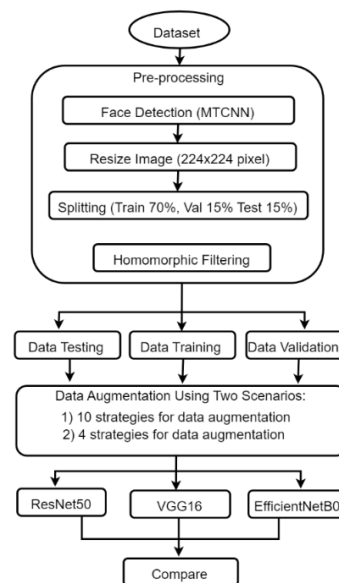 Dataset
Pre-processing
Face Detection (MTCNN)
Resize Image (224x224 pixel)
Splitting (Train 70%, Val 15% Test 15%)
Homomorphic Filtering
Data Testing
Data Training
Data Validation
Data Augmentation Using Two Scenarios:
1) 10 strategies for data augmentation
2) 4 strategies for data augmentation
ResNet50
VGG16
EfficientNetB0
Compare